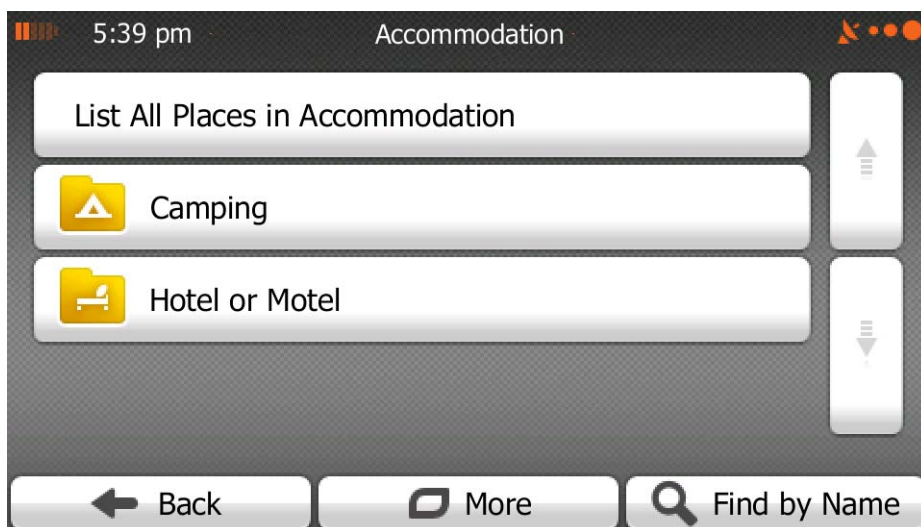 5:39 pm
Accommodation
List All Places in Accommodation
Camping
Hotel or Motel
Back
More
Find by Name